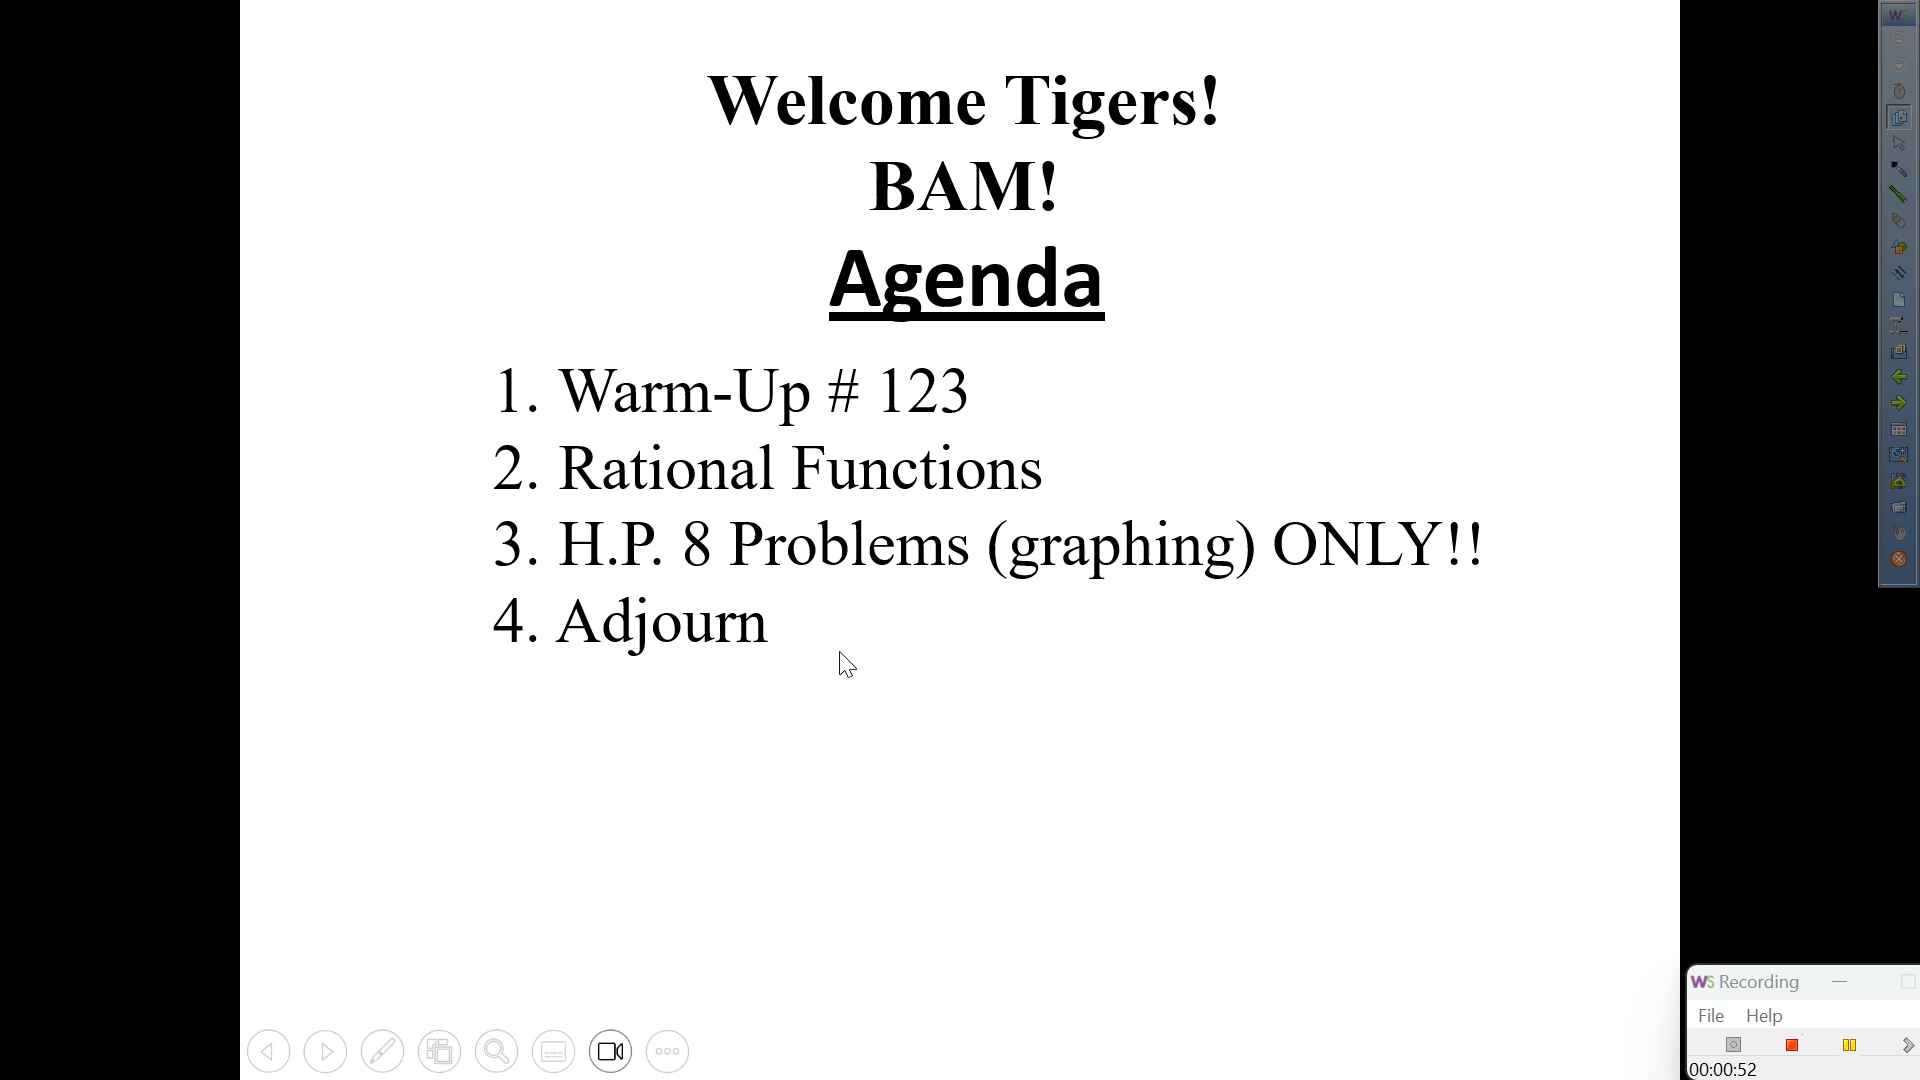 Welcome Tigers!
BAM!
Agenda
1. Warm-Up # 123
2. Rational Functions
3. H.P. 8 Problems (graphing) ONLY!!
4. Adjourn
WS
WS Recording
File Help
00:00:52